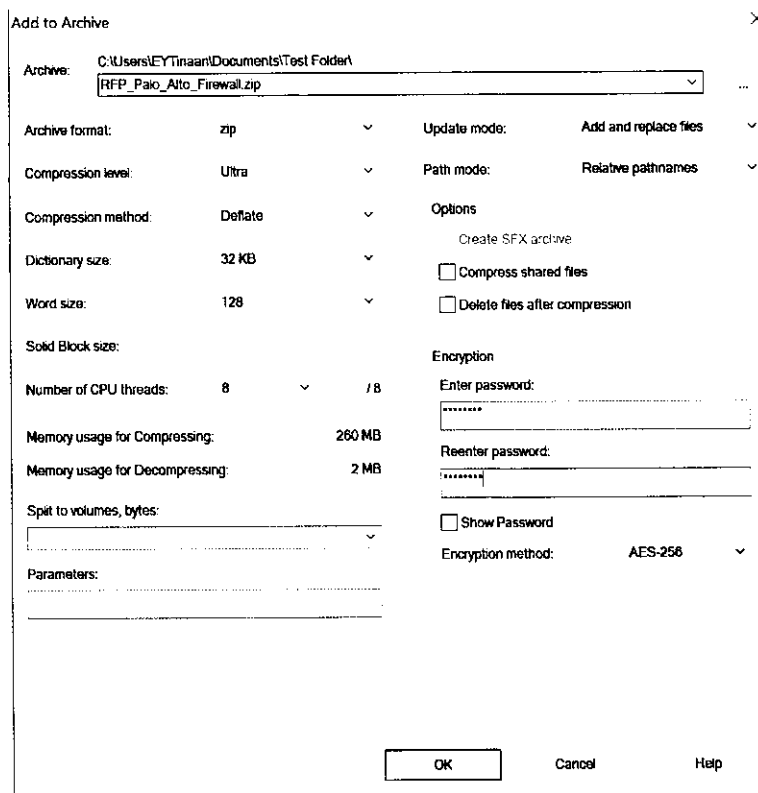 Add to Archive
Archive:
C:\Users\EYTinaan\Documents\Test Folder\
RFP_Palo_Alto_Firewall.zip
...
Archive format: zip
Compression level: Ultra
Compression method: Deflate
Dictionary size: 32 KB
Word size: 128
Solid Block size:
Number of CPU threads: 8 / 8
Memory usage for Compressing: 260 MB
Memory usage for Decompressing: 2 MB
Split to volumes, bytes:
Parameters:
Update mode: Add and replace files
Path mode: Relative pathnames
Options
Create SFX archive
Compress shared files
Delete files after compression
Encryption
Enter password:
********
Reenter password:
********
Show Password
Encryption method: AES-256
OK
Cancel
Help